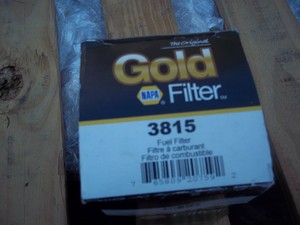 The Original
Gold
NAPA
Filter
3815
Fuel Filter
Filtre à carburant
Filtro de combustible